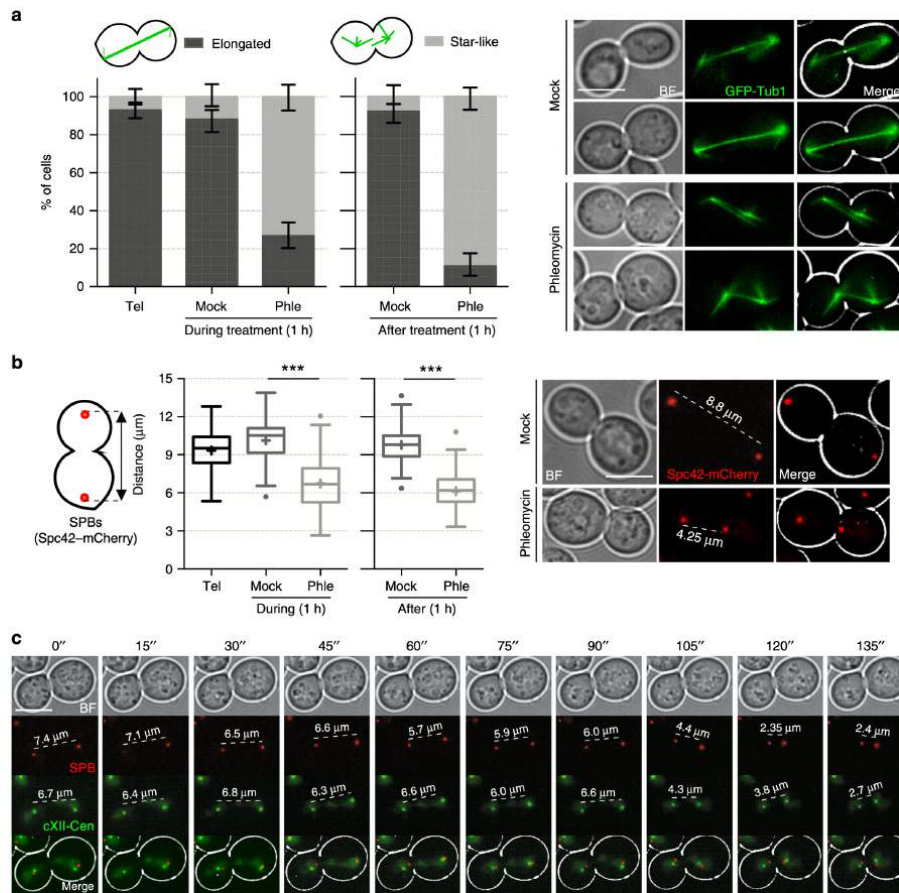 a
Elongated
Star-like
100
80
60
40
20
0
% of cells
Tel
Mock
Phle
Mock
Phle
During treatment (1 h)
After treatment (1 h)
Mock
BF
GFP-Tub1
Merge
Phleomycin
b
SPBs
(Spc42–mCherry)
Distance (μm)
15
12
9
6
3
0
***
***
Tel
Mock
Phle
Mock
Phle
During (1 h)
After (1 h)
Mock
BF
8.8 μm
Spc42-mCherry
Merge
Phleomycin
4.25 μm
c
0″ 15″ 30″ 45″ 60″ 75″ 90″ 105″ 120″ 135″
BF
7.4 μm 7.1 μm 6.5 μm 6.6 μm 5.7 μm 5.9 μm 6.0 μm 4.4 μm 2.35 μm 2.4 μm
SPB
6.7 μm 6.4 μm 6.8 μm 6.3 μm 6.6 μm 6.0 μm 6.6 μm 4.3 μm 3.8 μm 2.7 μm
cXII-Cen
Merge